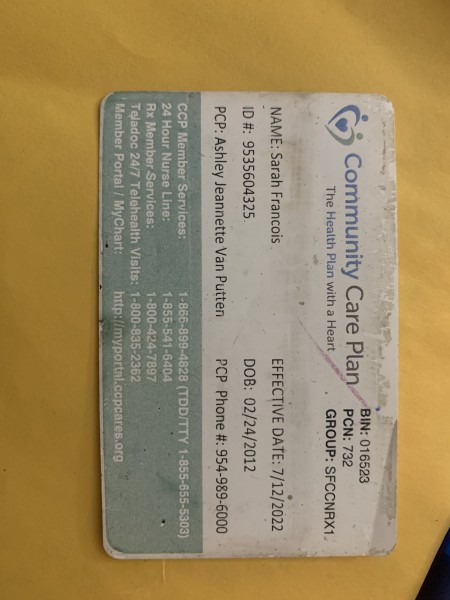 Community Care Plan
The Health Plan with a Heart
BIN: 016523
PCN: 732
GROUP: SFCCNRX1
NAME: Sarah Francois EFFECTIVE DATE: 7/12/2022
ID #: 9535604325 DOB: 02/24/2012
PCP: Ashley Jeannette Van Putten PCP Phone #: 954-989-6000
CCP Member Services: 1-866-899-4828 (TDD/TTY 1-855-655-5303)
24 Hour Nurse Line: 1-855-541-6404
Rx Member Services: 1-800-424-7897
Teladoc 24/7 Telehealth Visits: 1-800-835-2362
Member Portal / MyChart: http://myportal.ccpcares.org